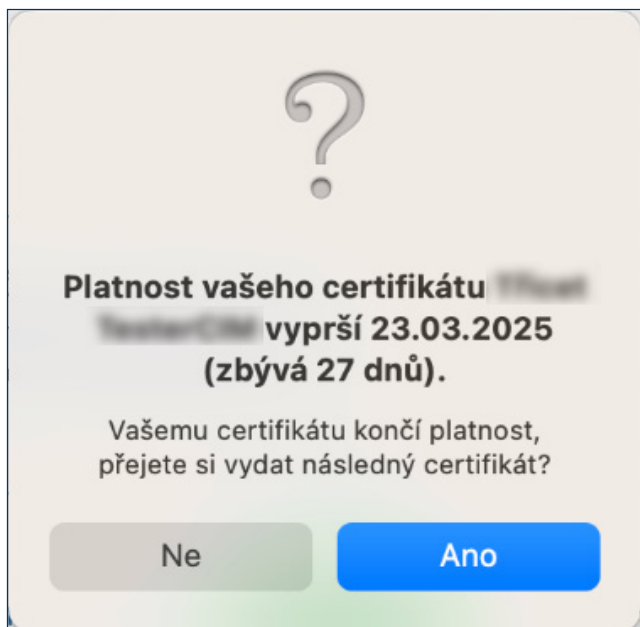 ?
Platnost vašeho certifikátu
vyprší 23.03.2025
(zbývá 27 dnů).
Vašemu certifikátu končí platnost,
přejete si vydat následný certifikát?
Ne
Ano